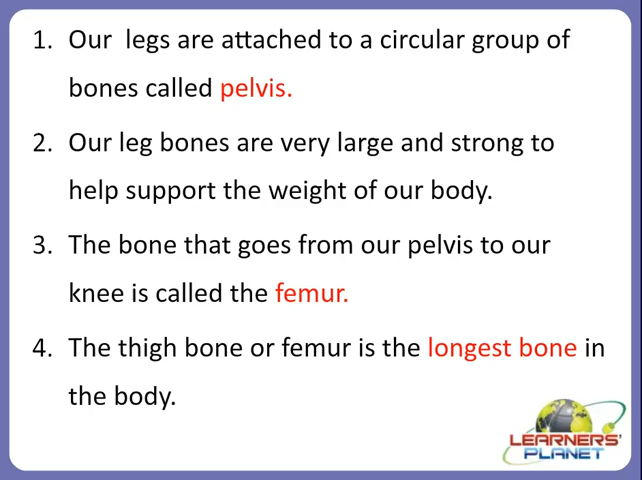 1. Our legs are attached to a circular group of
bones called pelvis.
2. Our leg bones are very large and strong to
help support the weight of our body.
3. The bone that goes from our pelvis to our
knee is called the femur.
4. The thigh bone or femur is the longest bone in
the body.
LEARNERS'
PLANET